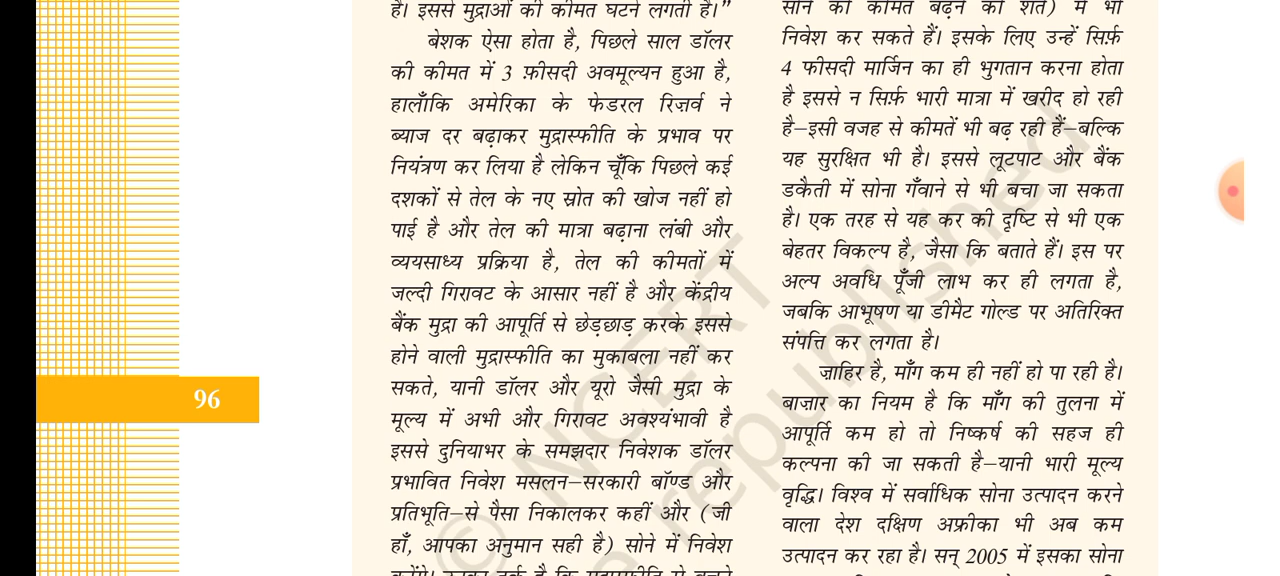 है। इससे मुद्राओं की कीमत घटने लगती है।”
बेशक ऐसा होता है, पिछले साल डॉलर
की कीमत में 3 फ़ीसदी अवमूल्यन हुआ है,
हालाँकि अमेरिका के फेडरल रिज़र्व ने
ब्याज दर बढ़ाकर मुद्रास्फीति के प्रभाव पर
नियंत्रण कर लिया है लेकिन चूँकि पिछले कई
दशकों से तेल के नए स्रोत की खोज नहीं हो
पाई है और तेल की मात्रा बढ़ाना लंबी और
व्ययसाध्य प्रक्रिया है, तेल की कीमतों में
जल्दी गिरावट के आसार नहीं है और केंद्रीय
बैंक मुद्रा की आपूर्ति से छेड़छाड़ करके इससे
होने वाली मुद्रास्फीति का मुकाबला नहीं कर
सकते, यानी डॉलर और यूरो जैसी मुद्रा के
मूल्य में अभी और गिरावट अवश्यंभावी है
इससे दुनियाभर के समझदार निवेशक डॉलर
प्रभावित निवेश मसलन–सरकारी बॉण्ड और
प्रतिभूति–से पैसा निकालकर कहीं और (जी
हाँ, आपका अनुमान सही है) सोने में निवेश
सोने की कीमत बढ़ने की शर्त) में भी
निवेश कर सकते हैं। इसके लिए उन्हें सिर्फ़
4 फीसदी मार्जिन का ही भुगतान करना होता
है इससे न सिर्फ़ भारी मात्रा में खरीद हो रही
है–इसी वजह से कीमतें भी बढ़ रही हैं–बल्कि
यह सुरक्षित भी है। इससे लूटपाट और बैंक
डकैती में सोना गँवाने से भी बचा जा सकता
है। एक तरह से यह कर की दृष्टि से भी एक
बेहतर विकल्प है, जैसा कि बताते हैं। इस पर
अल्प अवधि पूँजी लाभ कर ही लगता है,
जबकि आभूषण या डीमैट गोल्ड पर अतिरिक्त
संपत्ति कर लगता है।
ज़ाहिर है, माँग कम ही नहीं हो पा रही है।
बाज़ार का नियम है कि माँग की तुलना में
आपूर्ति कम हो तो निष्कर्ष की सहज ही
कल्पना की जा सकती है–यानी भारी मूल्य
वृद्धि। विश्व में सर्वाधिक सोना उत्पादन करने
वाला देश दक्षिण अफ्रीका भी अब कम
उत्पादन कर रहा है। सन् 2005 में इसका सोना
96
© NCERT
republished